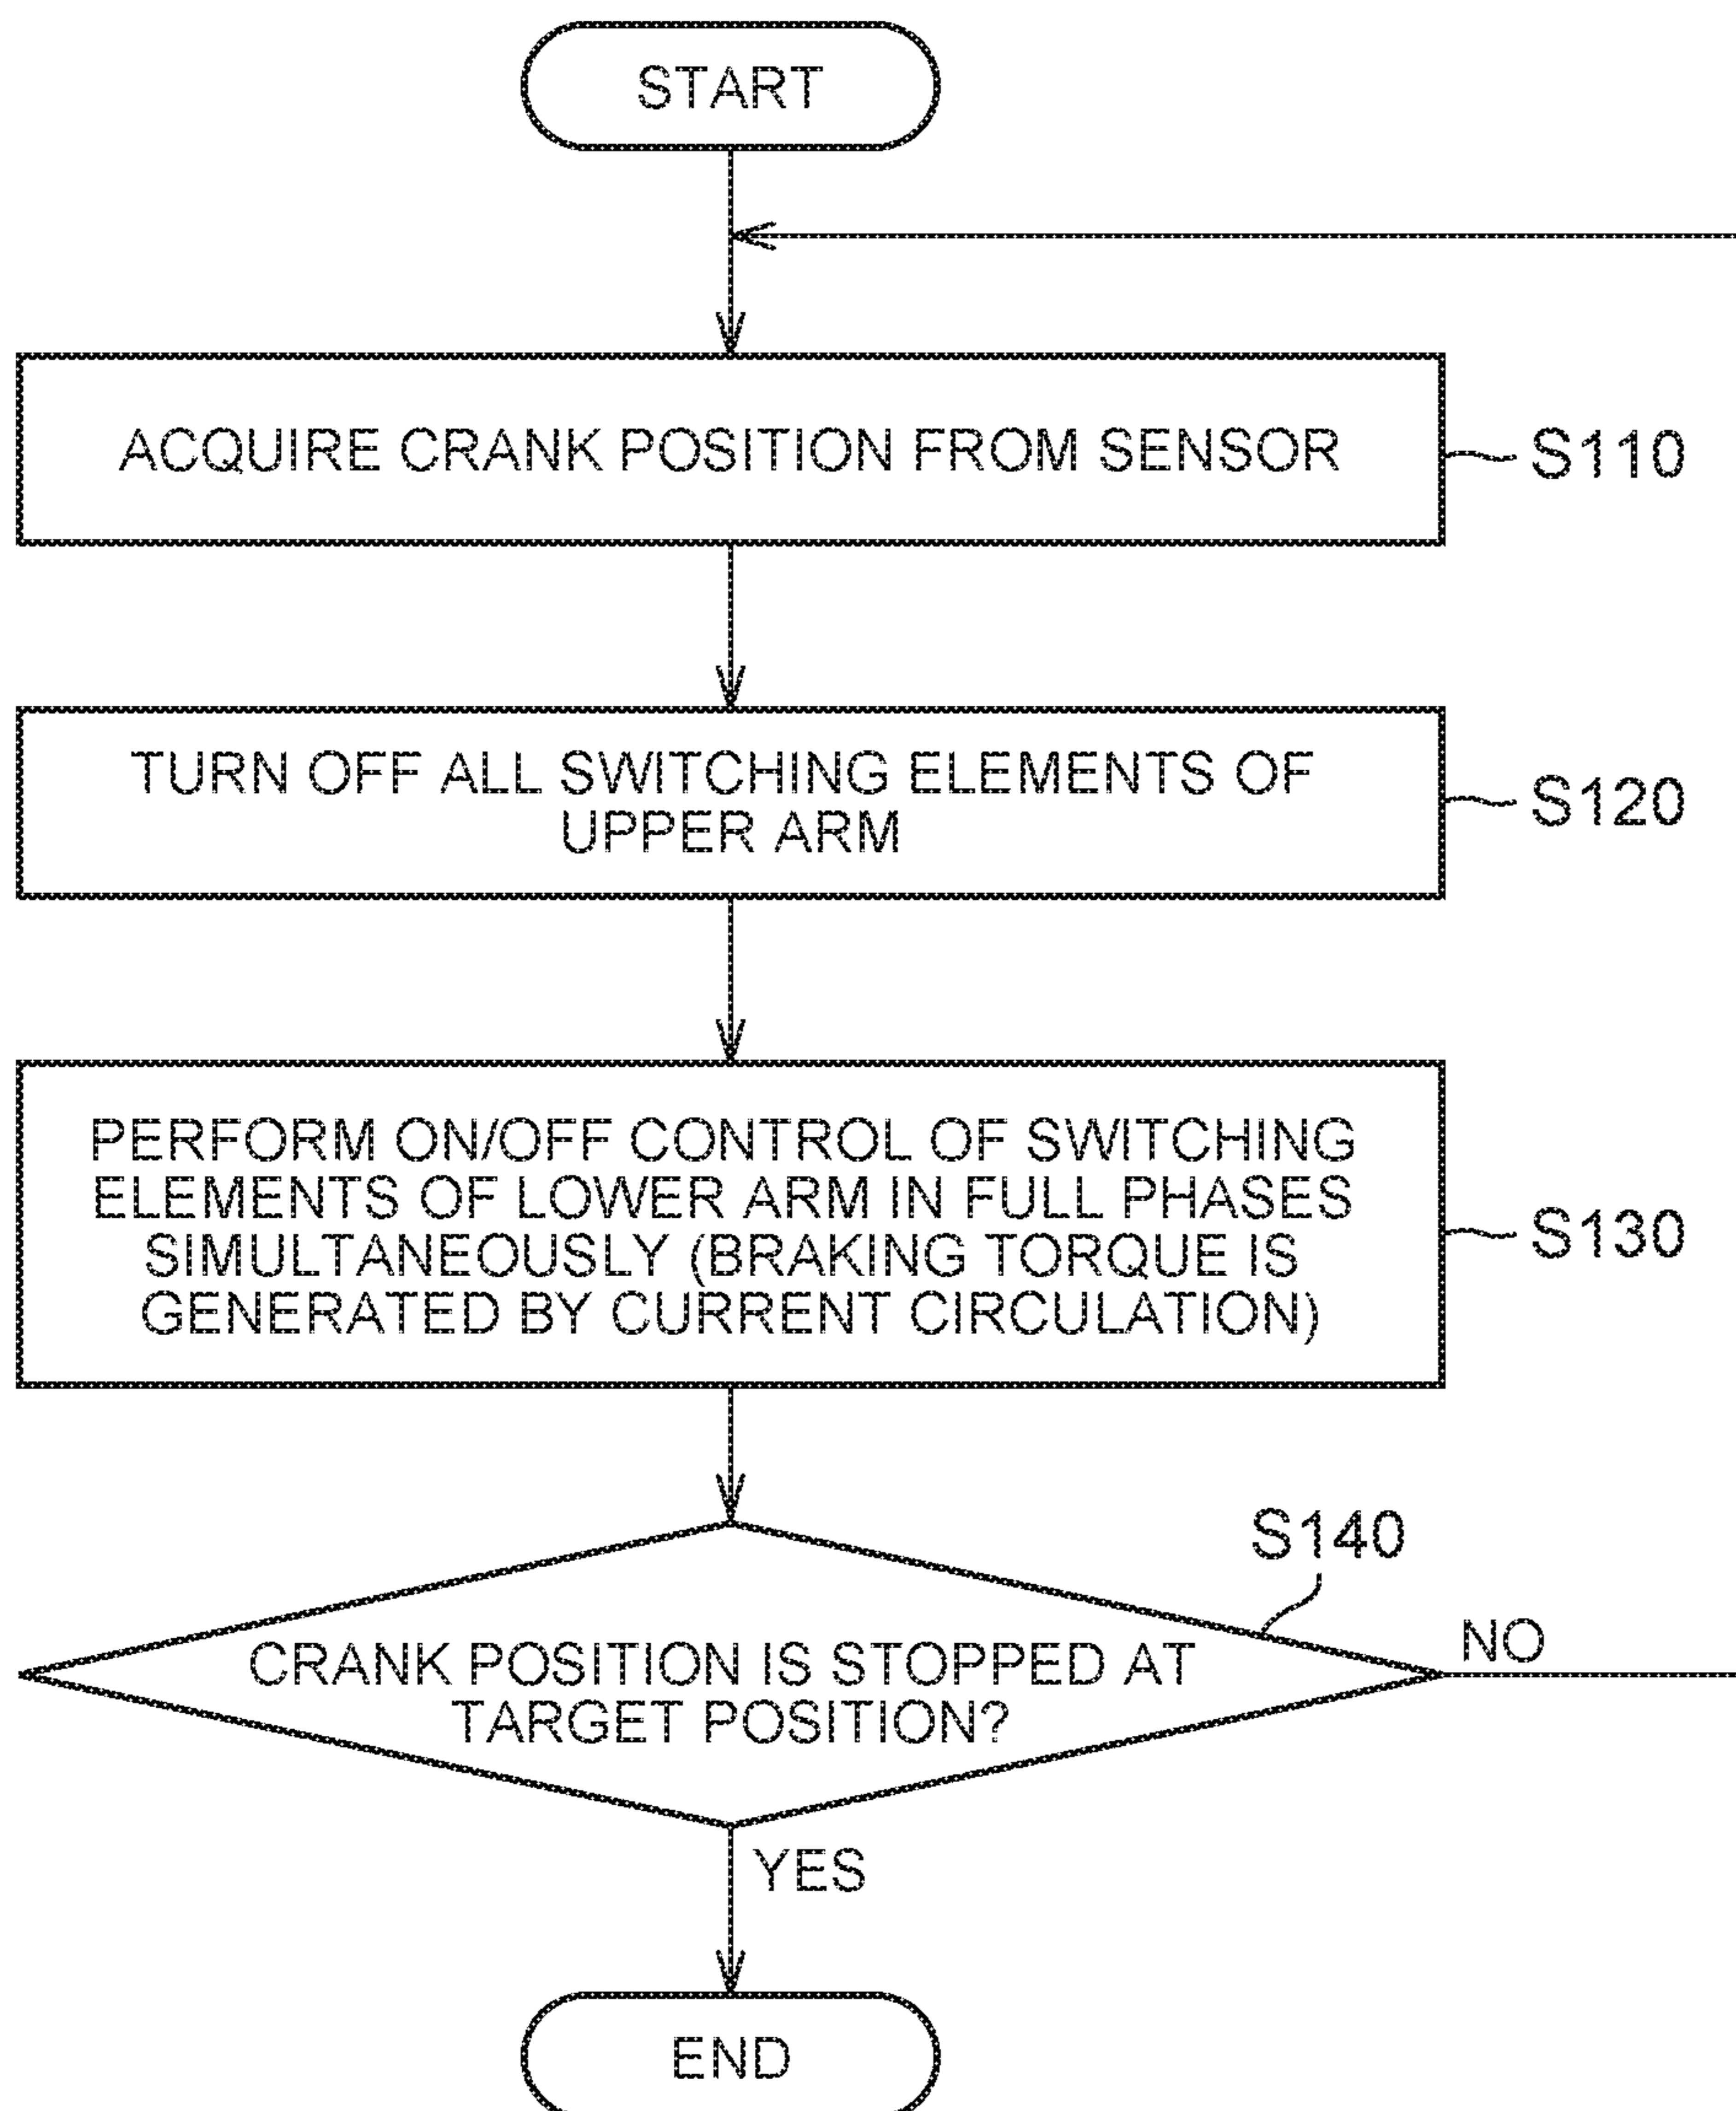 START
ACQUIRE CRANK POSITION FROM SENSOR
S110
TURN OFF ALL SWITCHING ELEMENTS OF
UPPER ARM
S120
PERFORM ON/OFF CONTROL OF SWITCHING
ELEMENTS OF LOWER ARM IN FULL PHASES
SIMULTANEOUSLY (BRAKING TORQUE IS
GENERATED BY CURRENT CIRCULATION)
S130
S140
CRANK POSITION IS STOPPED AT
TARGET POSITION?
NO
YES
END